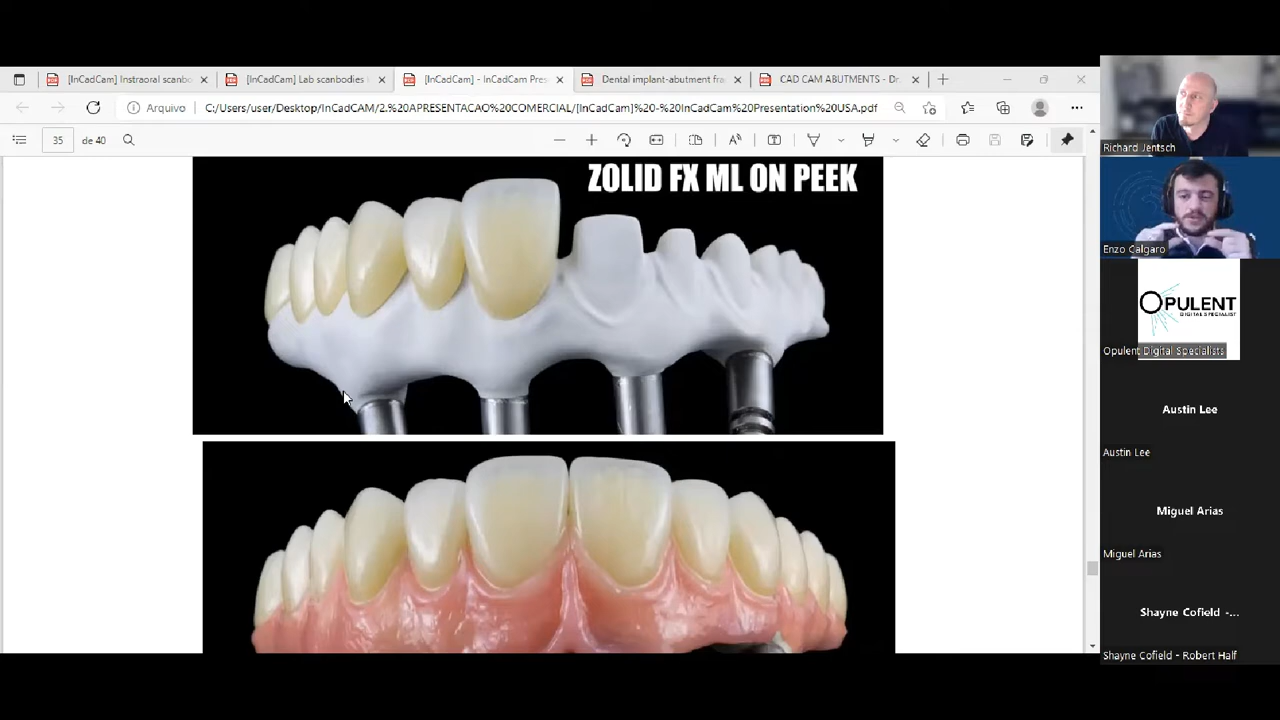 [InCadCam] Instraoral scanbo
[InCadCam] Lab scanbodies
[InCadCam] - InCadCam Pres
Dental implant-abutment fra
CAD CAM ABUTMENTS - Dr.
Arquivo
C:/Users/user/Desktop/InCadCAM/2.%20APRESENTACAO%20COMERCIAL/[InCadCam]%20-%20InCadCam%20Presentation%20USA.pdf
35
de 40
ZOLID FX ML ON PEEK
Richard Jentsch
Enzo Calgaro
OPULENT
DIGITAL SPECIALIST
Opulent Digital Specialists
Austin Lee
Austin Lee
Miguel Arias
Miguel Arias
Shayne Cofield -...
Shayne Cofield - Robert Half